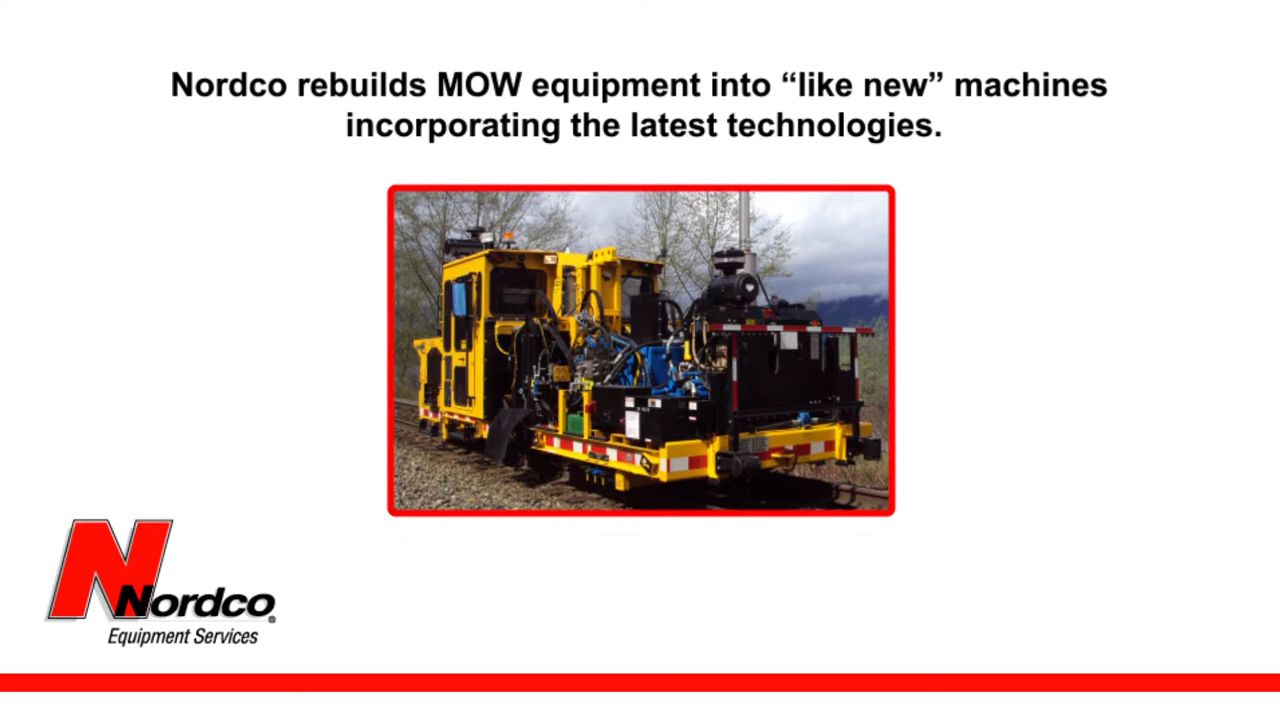 Nordco rebuilds MOW equipment into “like new” machines
incorporating the latest technologies.
Nordco®
Equipment Services